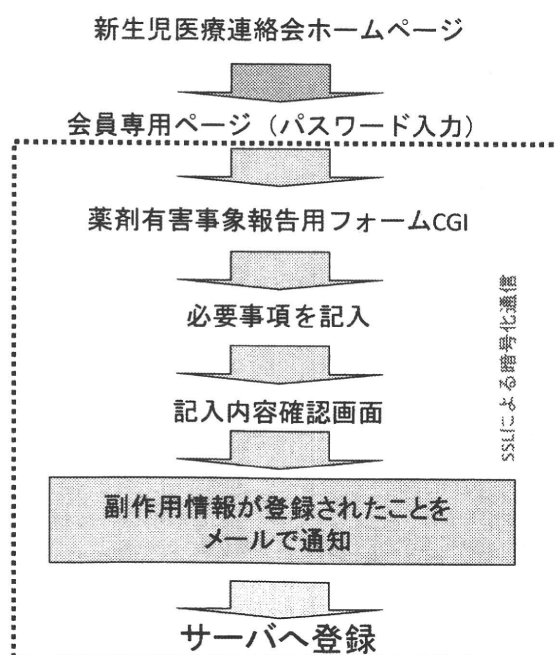 新生児医療連絡会ホームページ
会員専用ページ（パスワード入力）
薬剤有害事象報告用フォームCGI
必要事項を記入
SSLによる暗号化通信
記入内容確認画面
副作用情報が登録されたことを
メールで通知
サーバへ登録